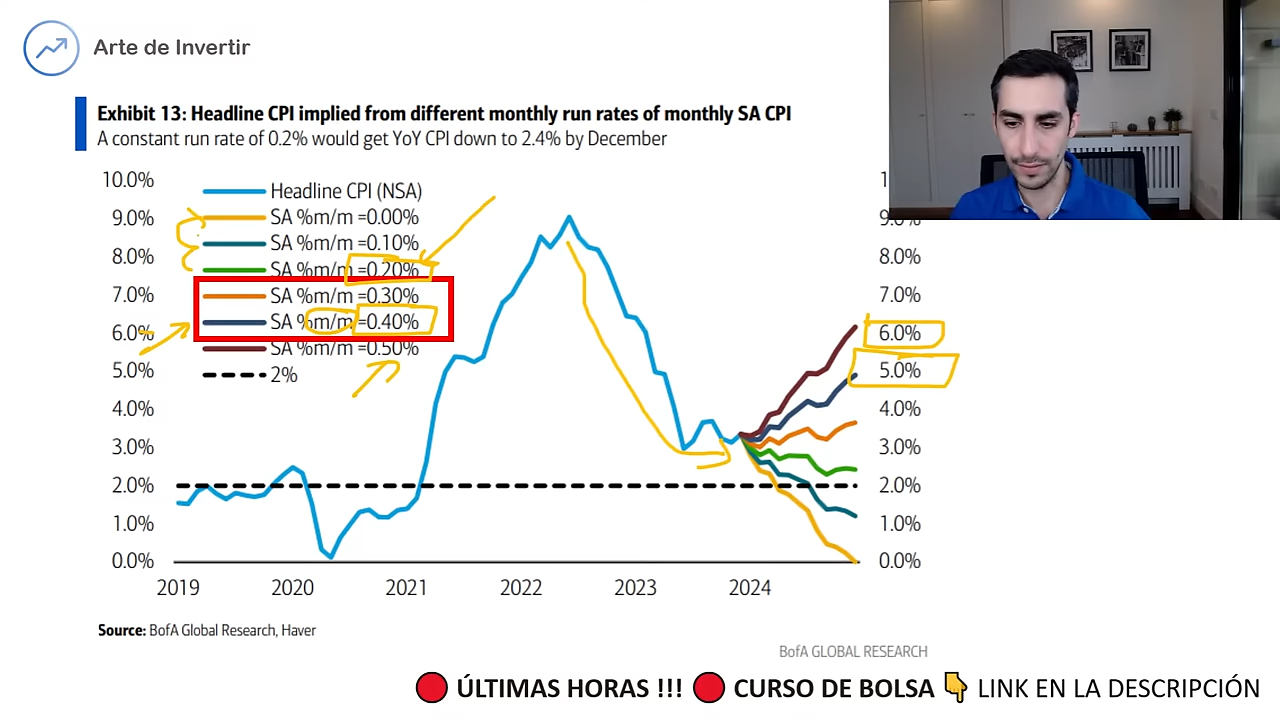 Arte de Invertir
Exhibit 13: Headline CPI implied from different monthly run rates of monthly SA CPI
A constant run rate of 0.2% would get YoY CPI down to 2.4% by December
10.0%
9.0%
8.0%
7.0%
6.0%
5.0%
4.0%
3.0%
2.0%
1.0%
0.0%
Headline CPI (NSA)
SA %m/m =0.00%
SA %m/m =0.10%
SA %m/m =0.20%
SA %m/m =0.30%
SA %m/m =0.40%
SA %m/m =0.50%
2%
9.0%
8.0%
7.0%
6.0%
5.0%
4.0%
3.0%
2.0%
1.0%
0.0%
2019 2020 2021 2022 2023 2024
Source: BofA Global Research, Haver
BofA GLOBAL RESEARCH
ÚLTIMAS HORAS !!! CURSO DE BOLSA LINK EN LA DESCRIPCIÓN